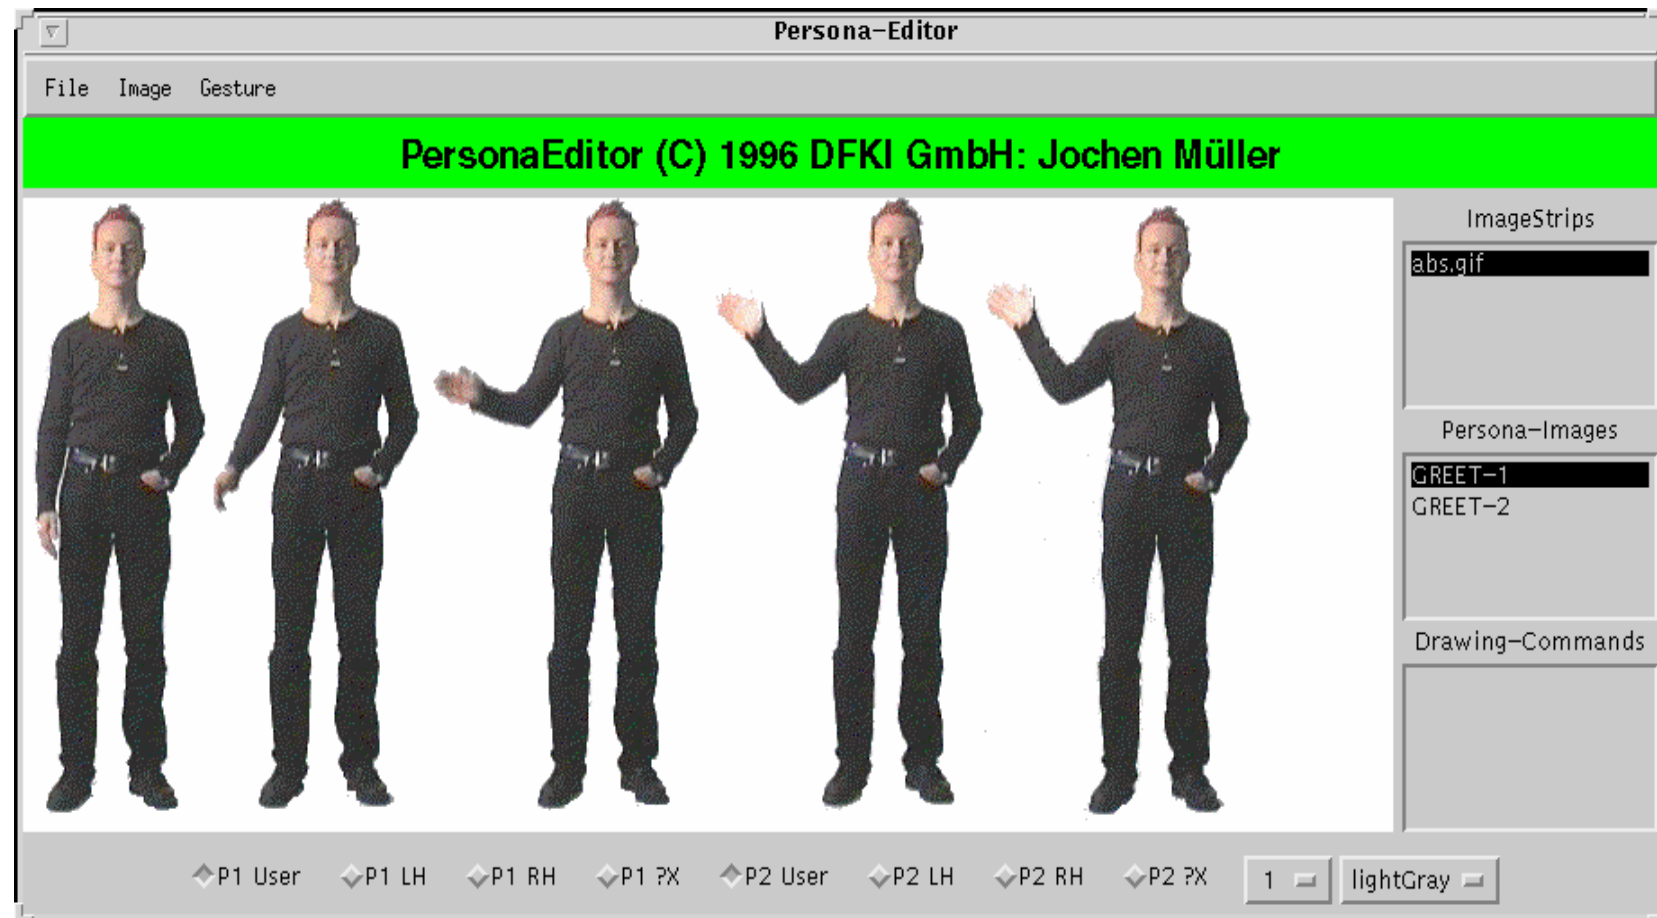 Persona-Editor
File Image Gesture
PersonaEditor (C) 1996 DFKI GmbH: Jochen Müller
ImageStrips
abs.gif
Persona-Images
GREET-1
GREET-2
Drawing-Commands
P1 User P1 LH P1 RH P1 ?X P2 User P2 LH P2 RH P2 ?X 1 lightGray